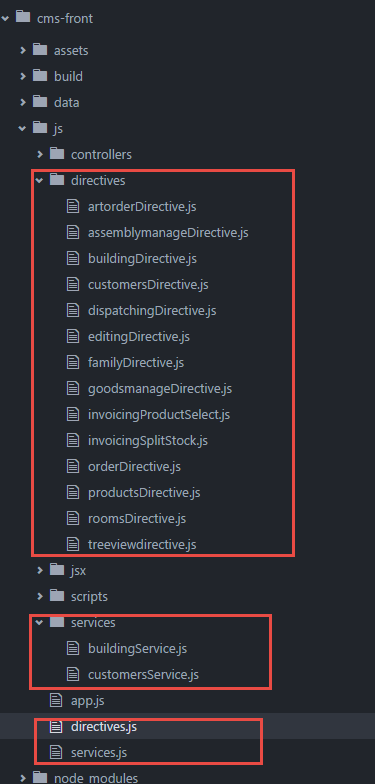 cms-front
assets
build
data
js
controllers
directives
artorderDirective.js
assemblymanageDirective.js
buildingDirective.js
customersDirective.js
dispatchingDirective.js
editingDirective.js
familyDirective.js
goodsmanageDirective.js
invoicingProductSelect.js
invoicingSplitStock.js
orderDirective.js
productsDirective.js
roomsDirective.js
treeviewdirective.js
jsx
scripts
services
buildingService.js
customersService.js
app.js
directives.js
services.js
node_modules